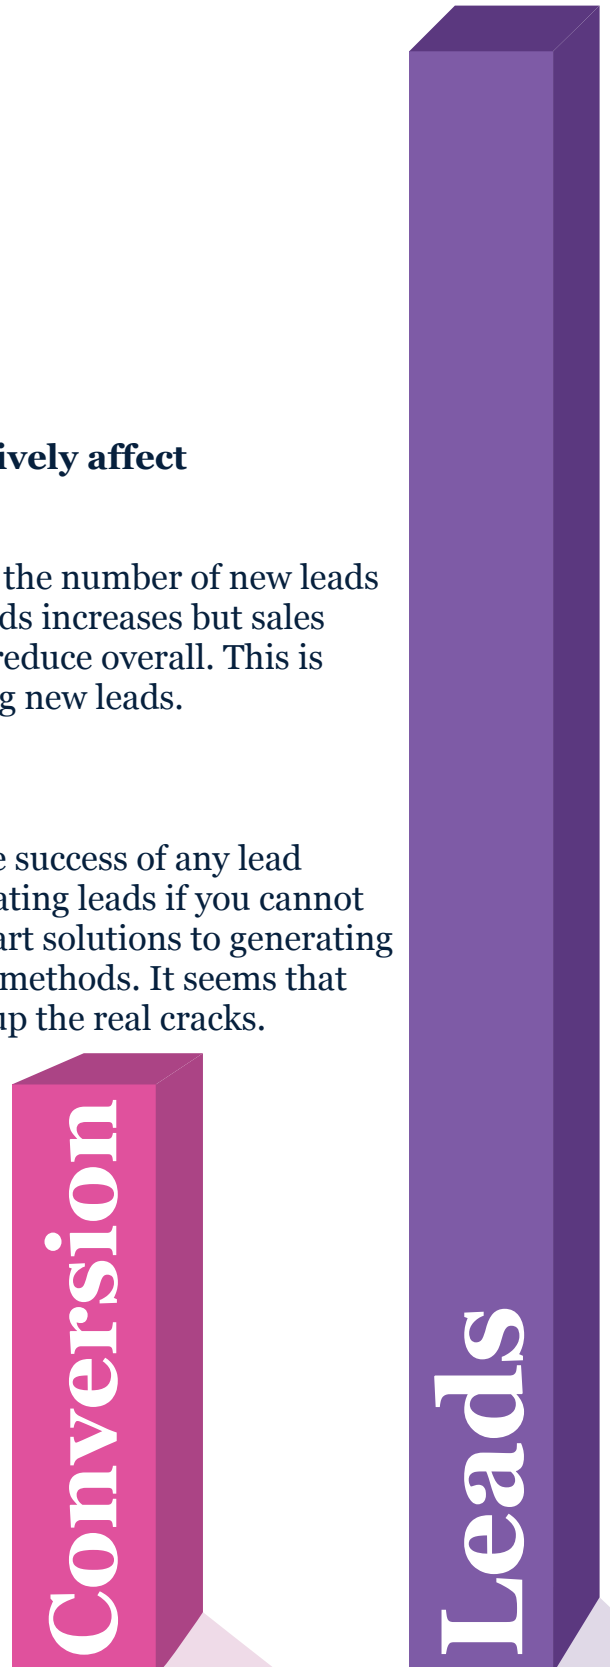 ively affect
the number of new leads
ds increases but sales
reduce overall. This is
g new leads.
e success of any lead
ating leads if you cannot
art solutions to generating
methods. It seems that
up the real cracks.
Conversion
Leads